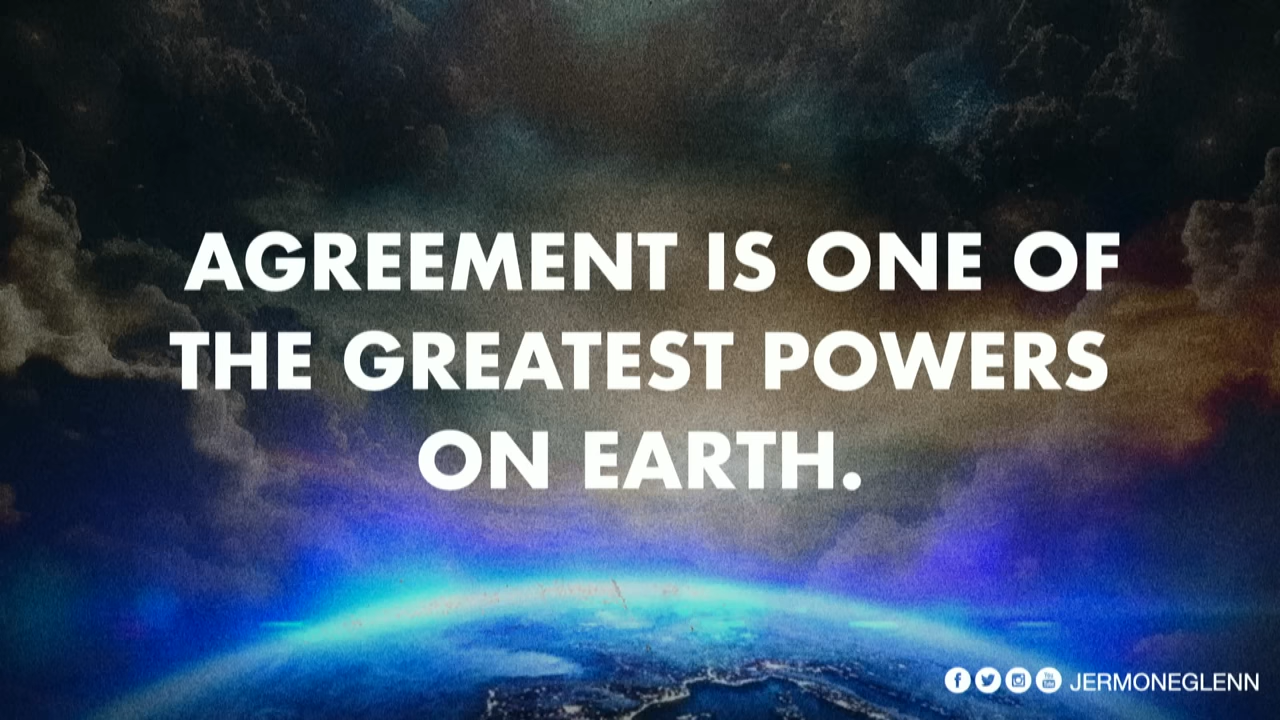 AGREEMENT IS ONE OF
THE GREATEST POWERS
ON EARTH.
JERMONEGLENN